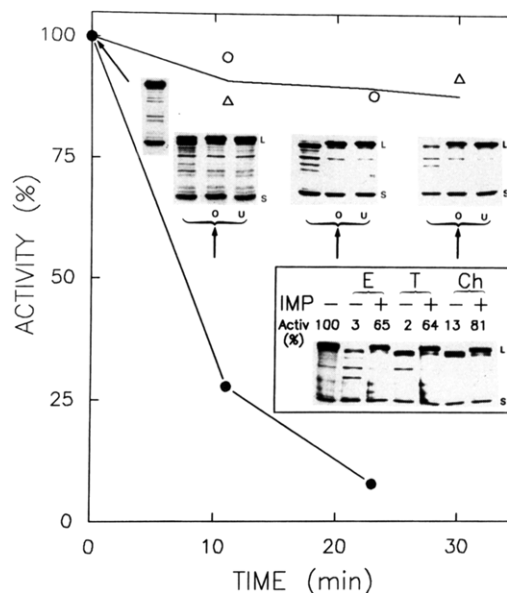 100
75
50
25
0
ACTIVITY (%)
0 10 20 30
TIME (min)
L
S
O U
L
S
O U
L
S
O U
E T Ch
IMP − − + − + − +
Activ 100 3 65 2 64 13 81
(%)
L
S